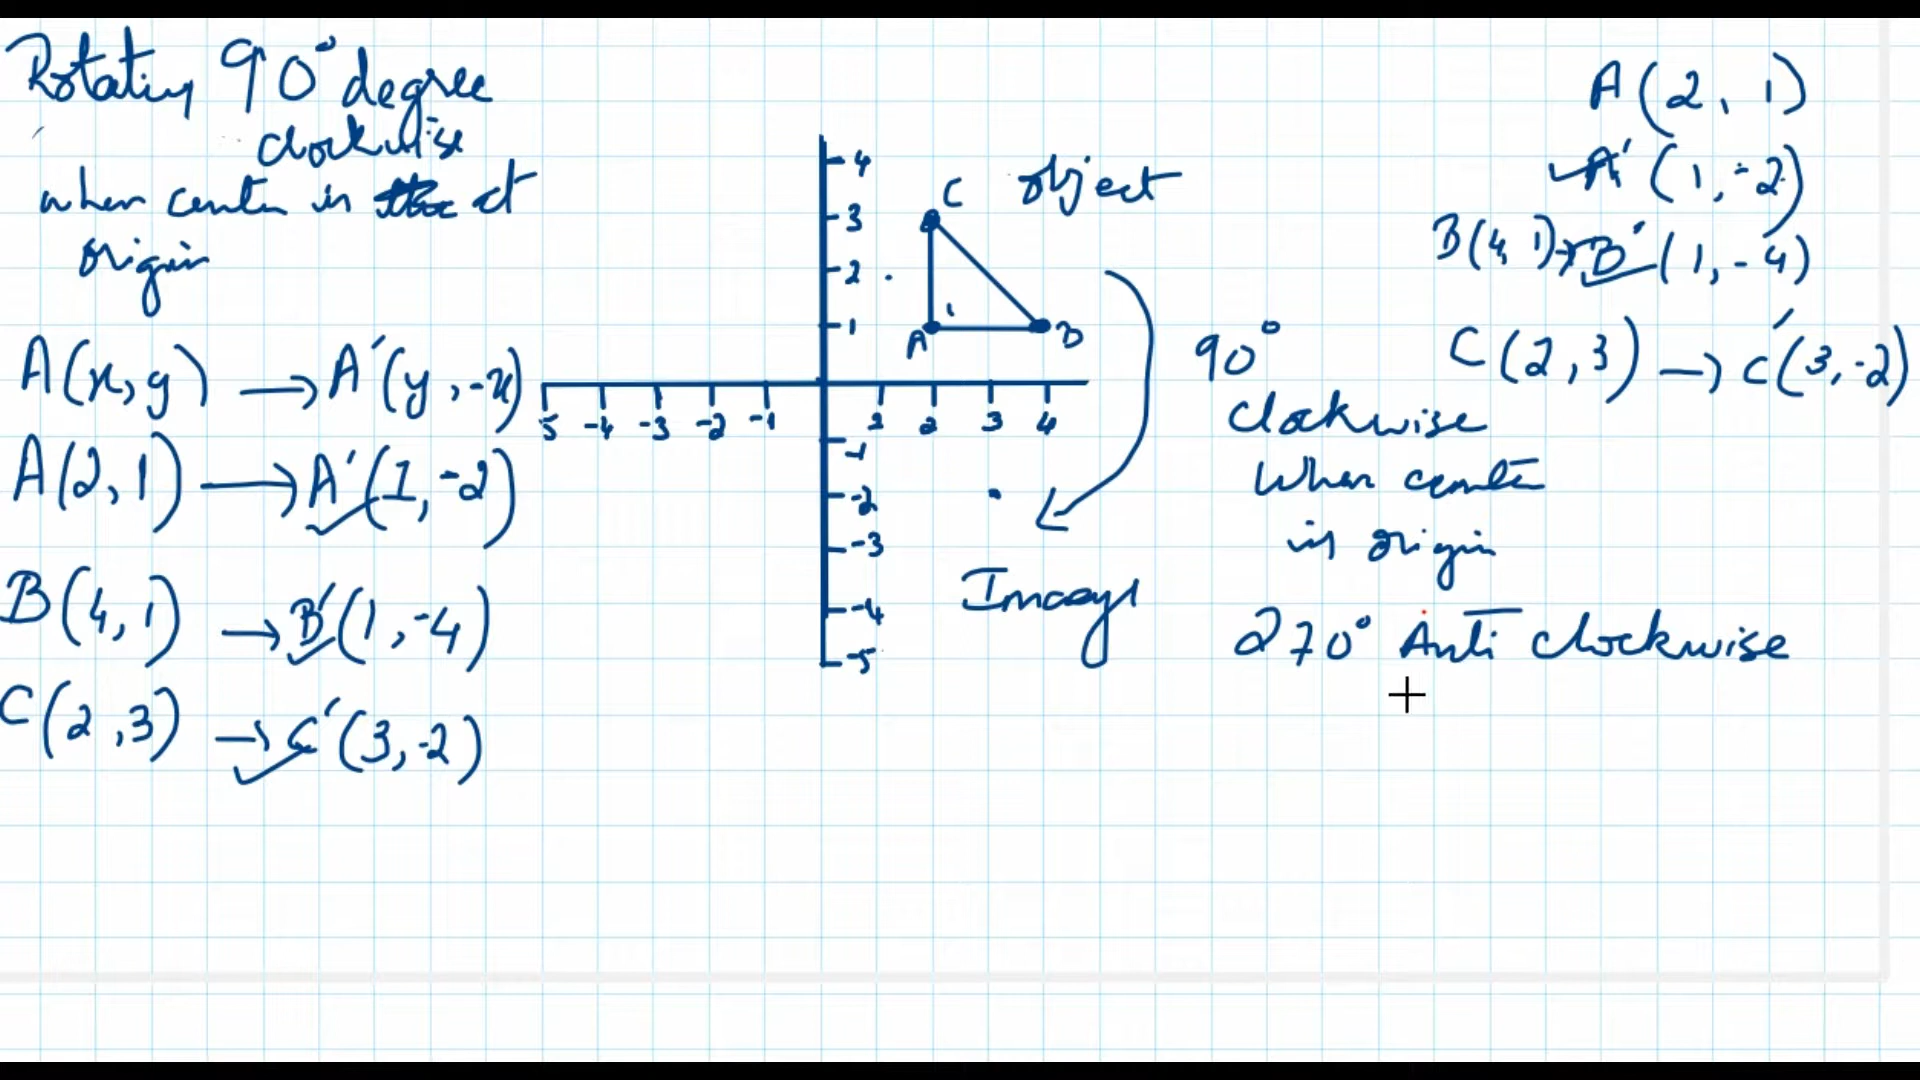 Rotating 90° degree
clockwise
when center is at
origin
A(x,y) → A'(y,-x)
A(2,1) → A'(1,-2)
B(4,1) → B'(1,-4)
C(2,3) → C'(3,-2)
4
3
2
1
5 -4 -3 -2 -1 1 2 3 4
-1
-2
-3
-4
-5
C object
A B
90°
clockwise
when center
is origin
270° Anti clockwise
A(2,1)
A'(1,-2)
B(4,1)→B'(1,-4)
C(2,3)→C'(3,-2)